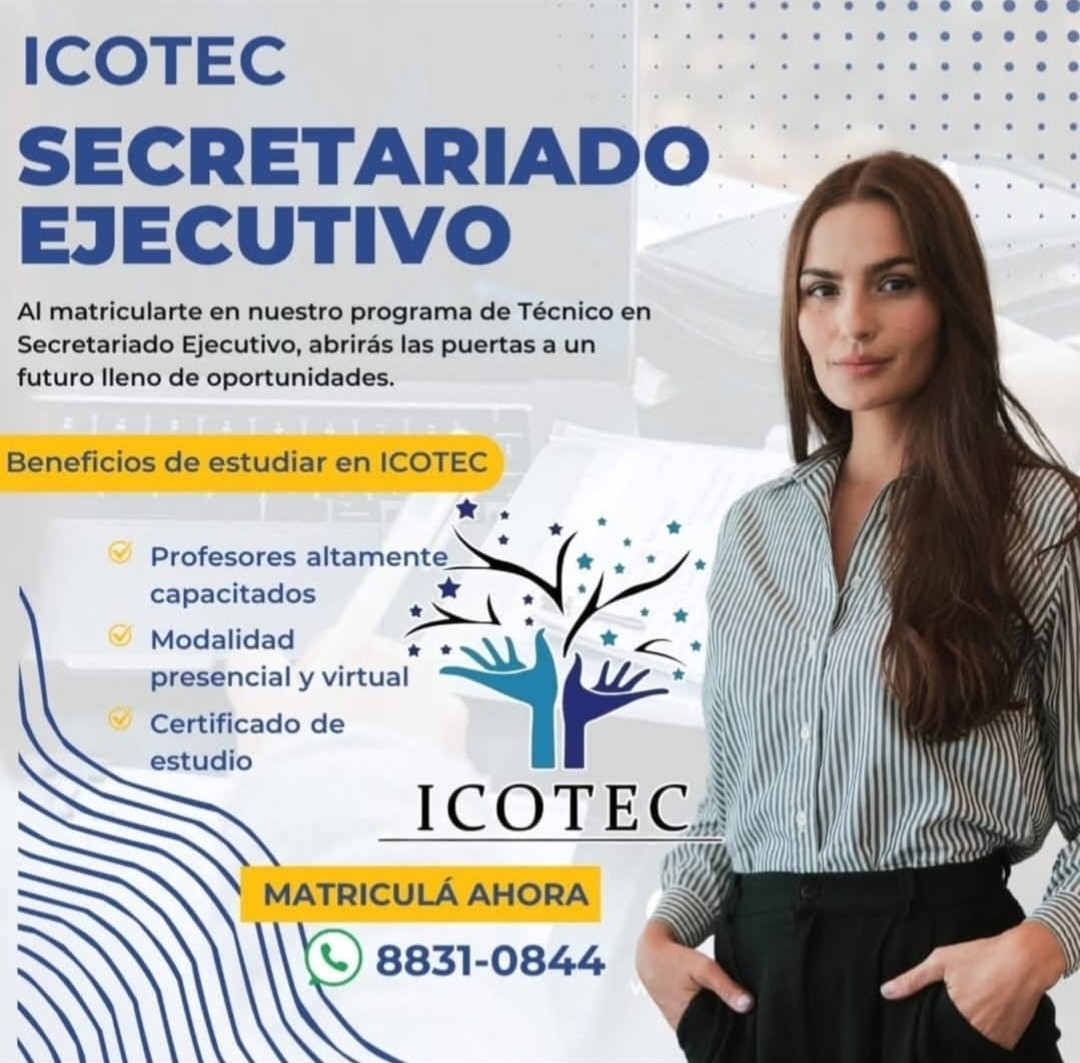 ICOTEC
SECRETARIADO
EJECUTIVO
Al matricularte en nuestro programa de Técnico en
Secretariado Ejecutivo, abrirás las puertas a un
futuro lleno de oportunidades.
Beneficios de estudiar en ICOTEC
Profesores altamente
capacitados
Modalidad
presencial y virtual
Certificado de
estudio
ICOTEC
MATRICULÁ AHORA
8831-0844